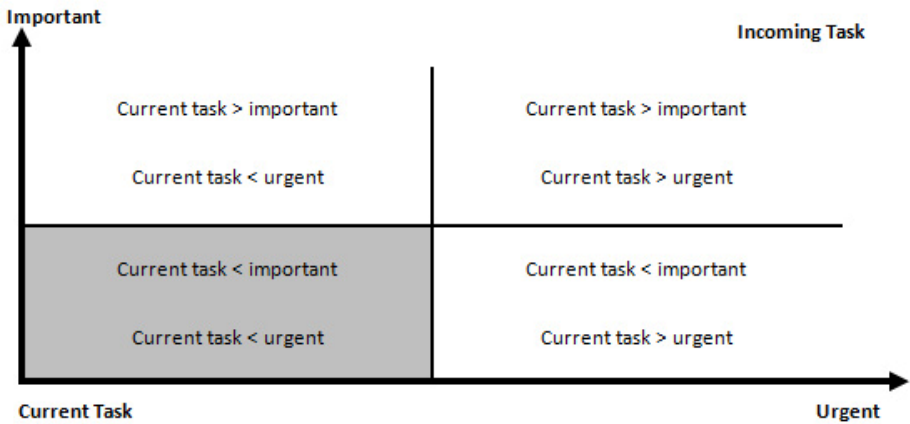 Important
Incoming Task
Current task > important
Current task > important
Current task < urgent
Current task > urgent
Current task < important
Current task < important
Current task < urgent
Current task > urgent
Current Task
Urgent